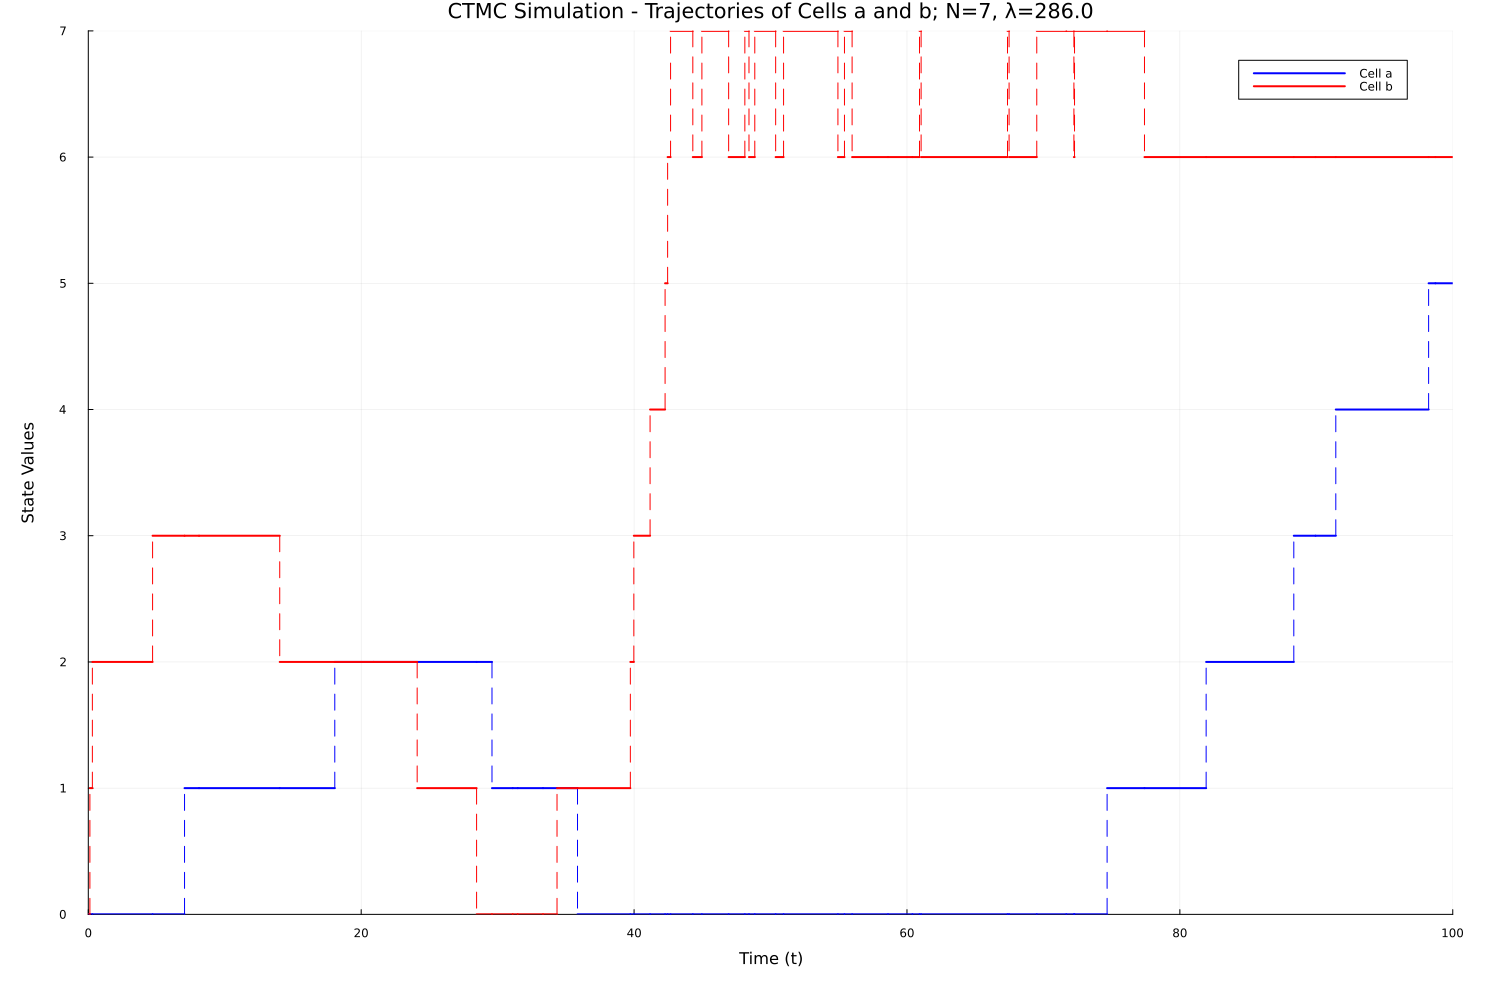 CTMC Simulation - Trajectories of Cells a and b; N=7, λ=286.0
7
6
5
4
3
2
1
0
State Values
Cell a
Cell b
0 20 40 60 80 100
Time (t)